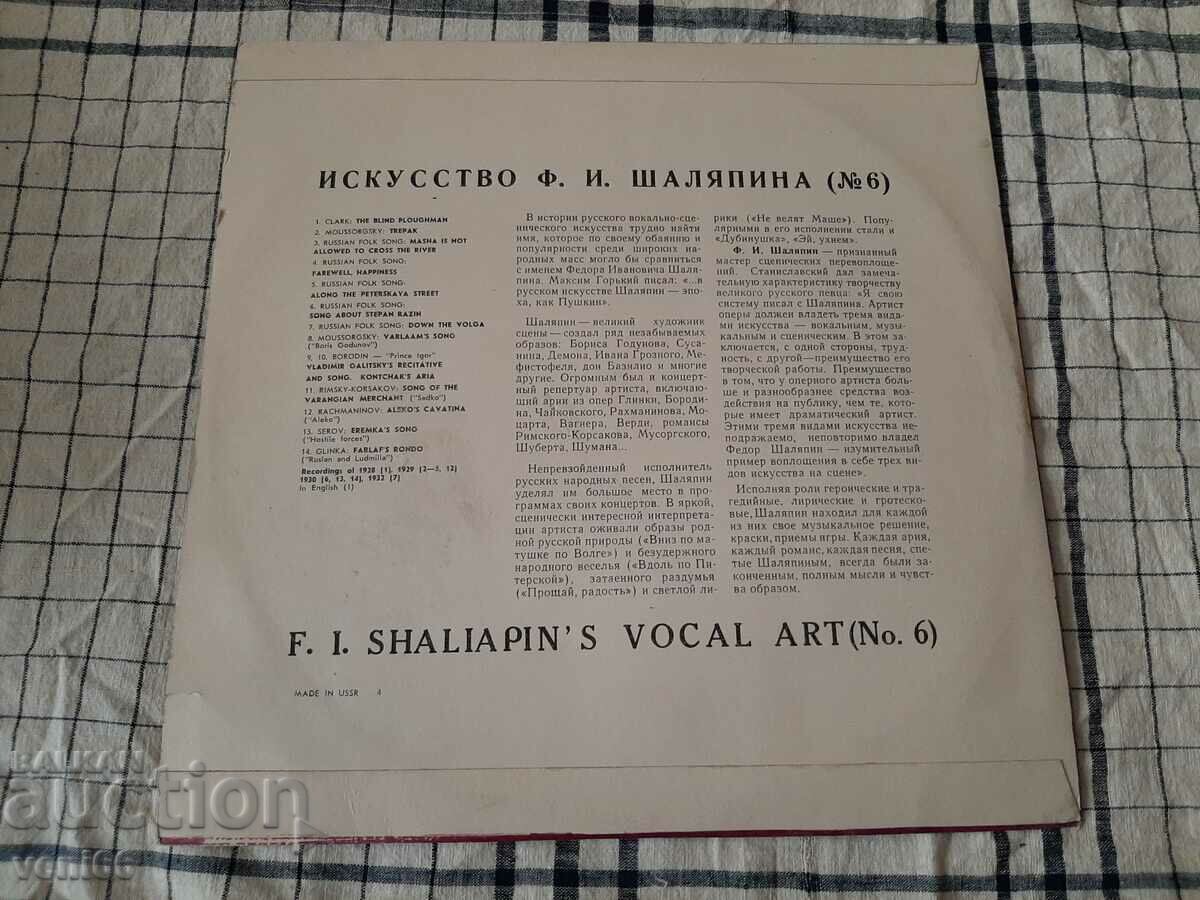 ИСКУССТВО Ф. И. ШАЛЯПИНА (№6)
1. CLARK: THE BLIND PLOUGHMAN
2. MOUSSORGSKY: TREPAK
3. RUSSIAN FOLK SONG: MASHA IS NOT
ALLOWED TO CROSS THE RIVER
4. RUSSIAN FOLK SONG:
FAREWELL, HAPPINESS
5. RUSSIAN FOLK SONG:
ALONG THE PETERSKAYA STREET
6. RUSSIAN FOLK SONG:
SONG ABOUT STEPAN RAZIN
7. RUSSIAN FOLK SONG: DOWN THE VOLGA
8. MOUSSORGSKY: VARLAAM'S SONG
("Boris Godunov")
9, 10. BORODIN — "Prince Igor"
VLADIMIR GALITSKY'S RECITATIVE
AND SONG. KONTCHAK'S ARIA
11. RIMSKY-KORSAKOV: SONG OF THE
VARANGIAN MERCHANT ("Sadko")
12. RACHMANINOV: ALEKO'S CAVATINA
("Aleko")
13. SEROV: EREMKA'S SONG
("Hostile forces")
14. GLINKA: FARLAF'S RONDO
("Ruslan and Ludmilla")
Recordings of 1928 (1), 1929 (2—5, 12)
1930 (6, 13, 14), 1932 (7)
In English (1)
В истории русского вокально-сце-
нического искусства трудно найти
имя, которое по своему обаянию и
популярности среди широких на-
родных масс могло бы сравниться
с именем Федора Ивановича Шаля-
пина. Максим Горький писал: «...в
русском искусстве Шаляпин — эпо-
ха, как Пушкин».
Шаляпин — великий художник
сцены — создал ряд незабываемых
образов: Бориса Годунова, Суса-
нина, Демона, Ивана Грозного, Ме-
фистофеля, дон Базилио и многие
другие. Огромным был и концерт-
ный репертуар артиста, включаю-
щий арии из опер Глинки, Бороди-
на, Чайковского, Рахманинова, Мо-
царта, Вагнера, Верди, романсы
Римского-Корсакова, Мусоргского,
Шуберта, Шумана...
Непревзойденный исполнитель
русских народных песен, Шаляпин
уделял им большое место в про-
граммах своих концертов. В яркой,
сценически интересной интерпрета-
ции артиста оживали образы род-
ной русской природы («Вниз по ма-
тушке по Волге») и безудержного
народного веселья («Вдоль по Пи-
терской»), затаенного раздумья
(«Прощай, радость») и светлой ли-
рики («Не велят Маше»). Попу-
лярными в его исполнении стали и
«Дубинушка», «Эй, ухнем».
Ф. И. Шаляпин — признанный
мастер сценических перевоплоще-
ний. Станиславский дал замеча-
тельную характеристику творчеству
великого русского певца: «Я свою
систему писал с Шаляпина. Артист
оперы должен владеть тремя вида-
ми искусства — вокальным, музы-
кальным и сценическим. В этом за-
ключается, с одной стороны, труд-
ность, с другой—преимущество его
творческой работы. Преимущество
в том, что у оперного артиста боль-
ше и разнообразнее средства воз-
действия на публику, чем те, ко-
торые имеет драматический артист.
Этими тремя видами искусства не-
подражаемо, неповторимо владел
Федор Шаляпин — изумительный
пример воплощения в себе трех ви-
дов искусства на сцене».
Исполняя роли героические и тра-
гедийные, лирические и гротеско-
вые, Шаляпин находил для каждой
из них свое музыкальное решение,
краски, приемы игры. Каждая ария,
каждый романс, каждая песня, спе-
тые Шаляпиным, всегда были за-
конченным, полным мысли и чувст-
ва образом.
F. I. SHALIAPIN'S VOCAL ART (No. 6)
MADE IN USSR 4
BALKAN
auction
veni66